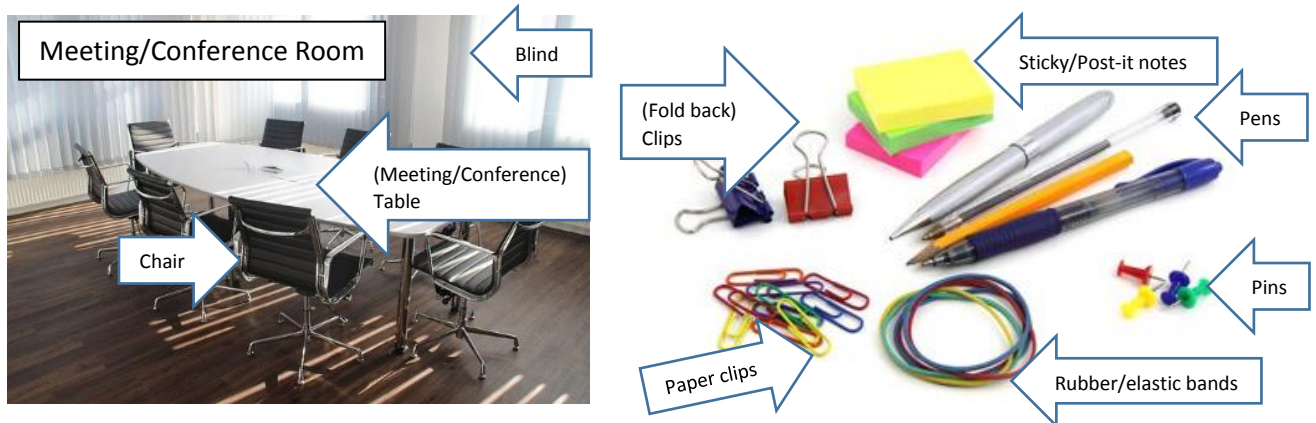 Meeting/Conference Room
Blind
(Meeting/Conference)
Table
Chair
Sticky/Post-it notes
(Fold back)
Clips
Pens
Pins
Paper clips
Rubber/elastic bands